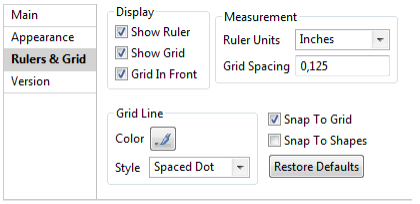 Main
Appearance
Rulers & Grid
Version
Display
Show Ruler
Show Grid
Grid In Front
Measurement
Ruler Units Inches
Grid Spacing 0,125
Grid Line
Color
Style Spaced Dot
Snap To Grid
Snap To Shapes
Restore Defaults